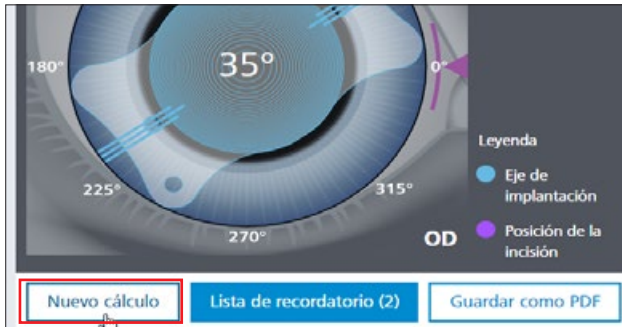 35°
180°
0°
Leyenda
Eje de
implantación
225°
315°
270°
OD
Posición de la
incisión
Nuevo cálculo
Lista de recordatorio (2)
Guardar como PDF